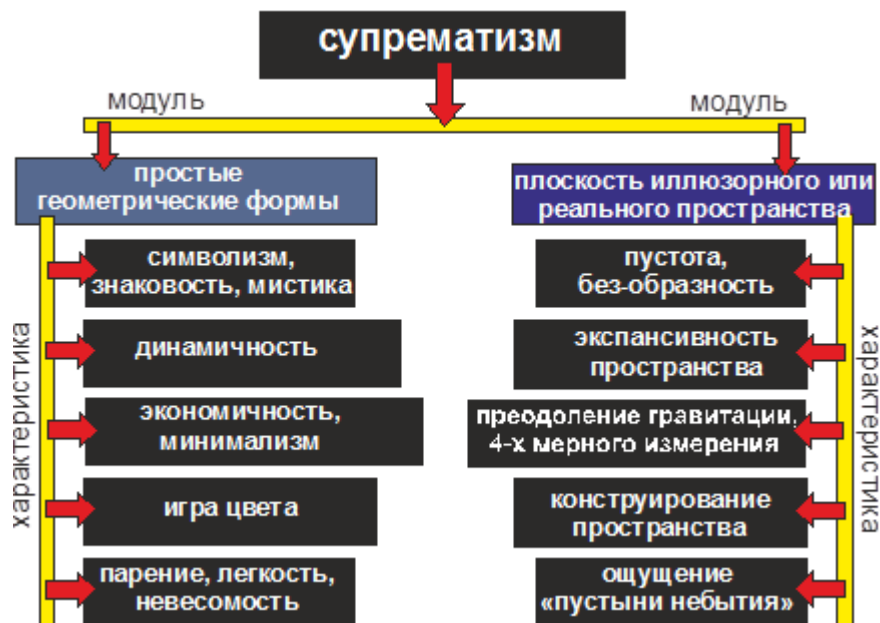 супрематизм
модуль
модуль
простые
геометрические формы
плоскость иллюзорного или
реального пространства
характеристика
символизм,
знаковость, мистика
динамичность
экономичность,
минимализм
игра цвета
парение, легкость,
невесомость
пустота,
без-образность
экспансивность
пространства
преодоление гравитации,
4-х мерного измерения
конструирование
пространства
ощущение
«пустыни небытия»
характеристика